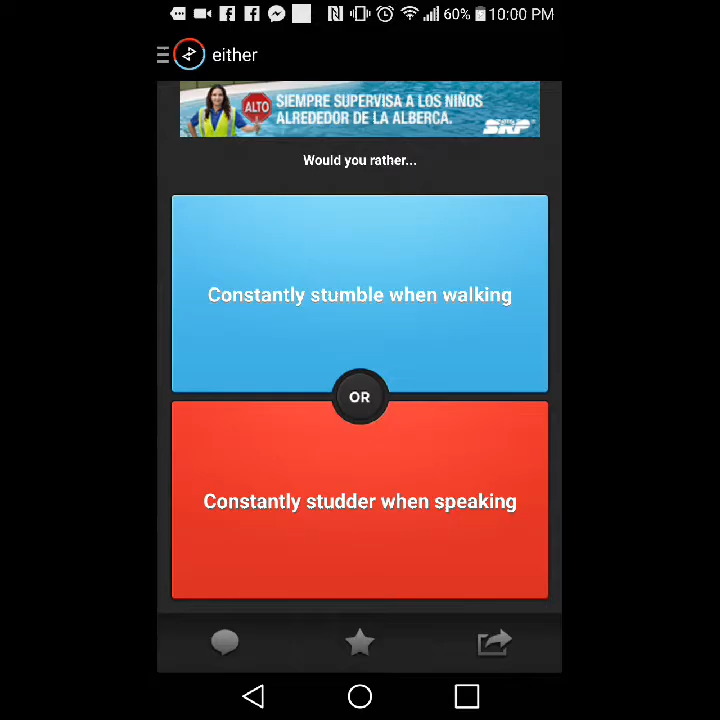 60% 10:00 PM
either
ALTO
SIEMPRE SUPERVISA A LOS NIÑOS
ALREDEDOR DE LA ALBERCA.
SRP
Would you rather...
Constantly stumble when walking
OR
Constantly studder when speaking